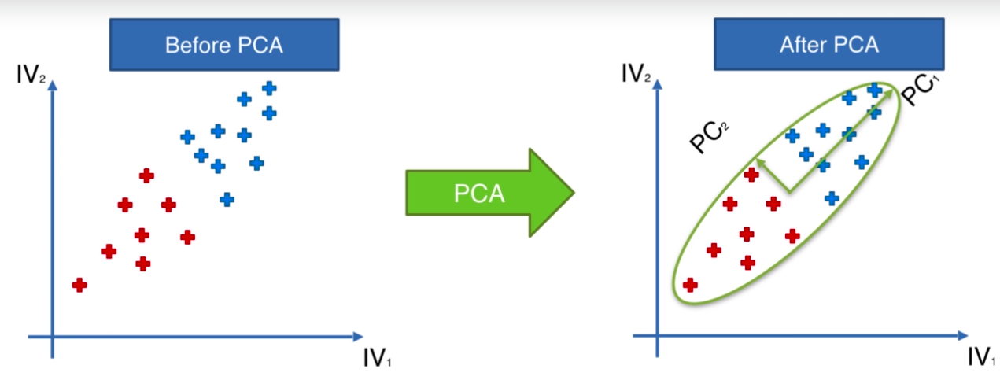 Before PCA
IV₂
IV₁
PCA
After PCA
IV₂
PC₁
PC₂
IV₁